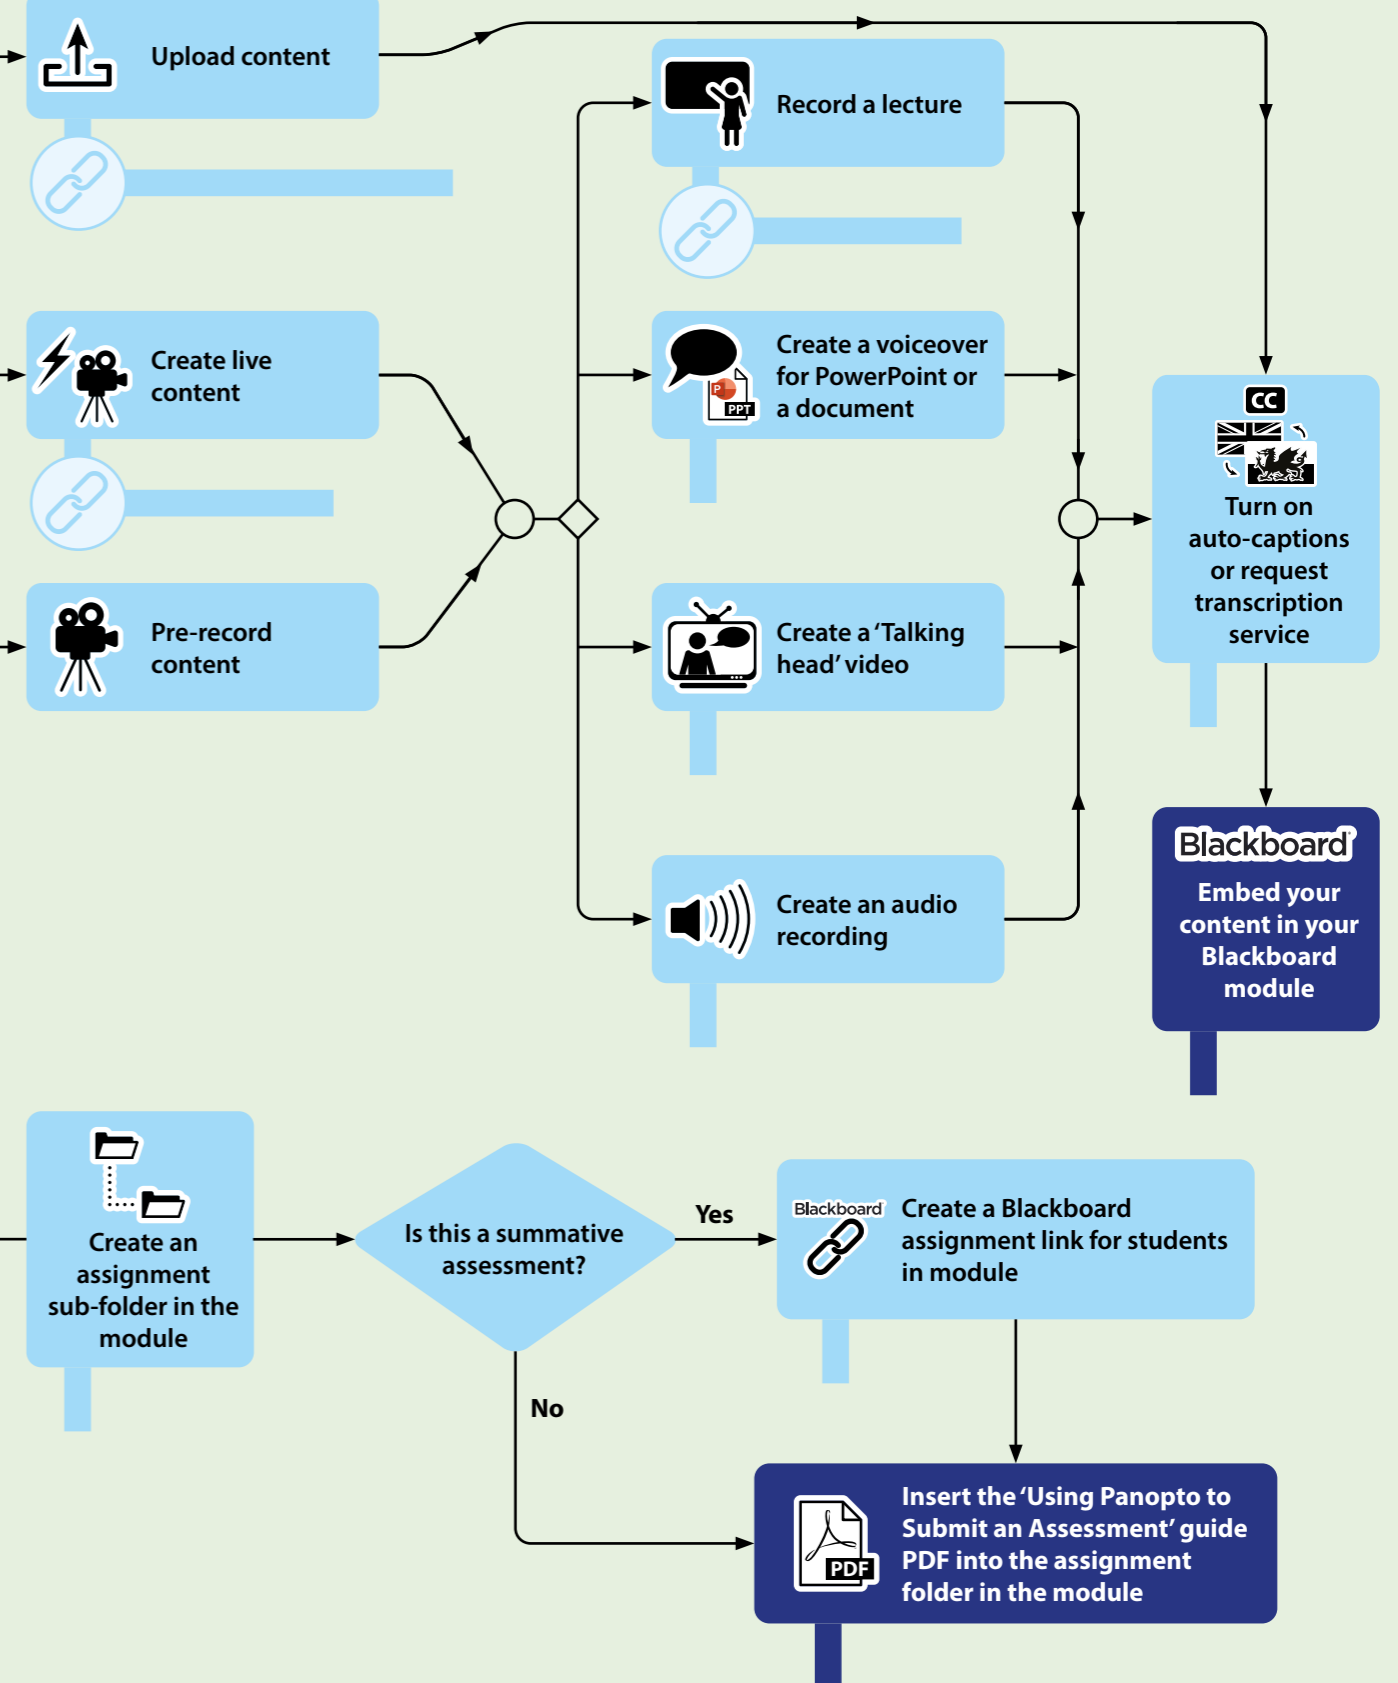 Upload content
Record a lecture
Create live
content
Create a voiceover
for PowerPoint or
a document
P
PPT
CC
Turn on
auto-captions
or request
transcription
service
Pre-record
content
Create a ‘Talking
head’ video
Create an audio
recording
Blackboard
Embed your
content in your
Blackboard
module
Create an
assignment
sub-folder in the
module
Is this a summative
assessment?
Yes
No
Blackboard
Create a Blackboard
assignment link for students
in module
PDF
Insert the ‘Using Panopto to
Submit an Assessment’ guide
PDF into the assignment
folder in the module